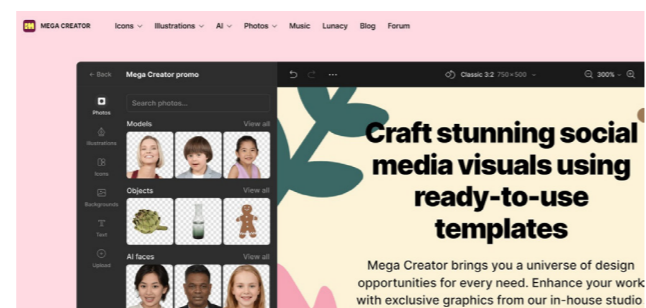 MEGA CREATOR Icons Illustrations AI Photos Music Lunacy Blog Forum
← Back Mega Creator promo ... Classic 3:2 750×500 300%
Photos
Search photos...
Models View all
Illustrations
Icons
Objects View all
Backgrounds
Text
AI faces View all
Upload
Craft stunning social
media visuals using
ready-to-use
templates
Mega Creator brings you a universe of design
opportunities for every need. Enhance your work
with exclusive graphics from our in-house studio